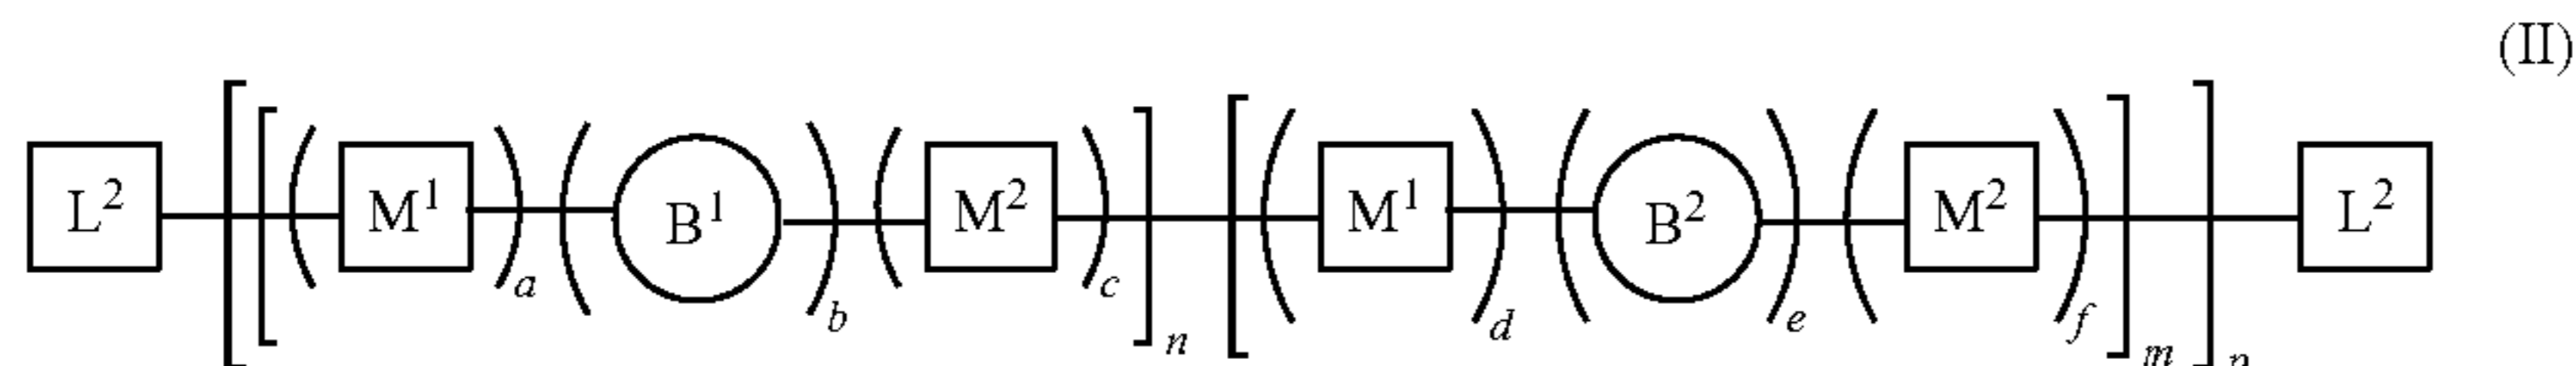 (II)
L² [ [ ( M¹ )a ( B¹ )b ( M² )c ]n [ ( M¹ )d ( B² )e ( M² )f ]m ] L²